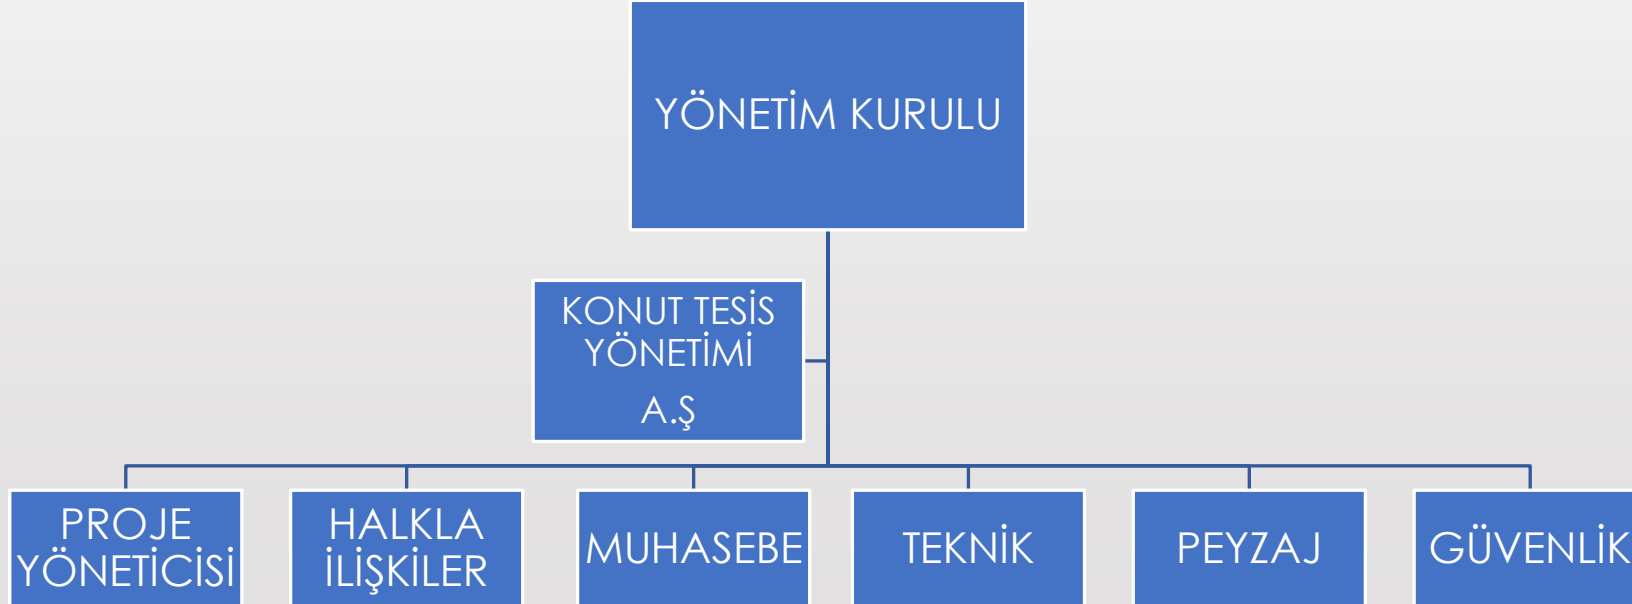 YÖNETİM KURULU
KONUT TESİS
YÖNETİMİ
A.Ş
PROJE
YÖNETİCİSİ
HALKLA
İLİŞKİLER
MUHASEBE
TEKNİK
PEYZAJ
GÜVENLİK